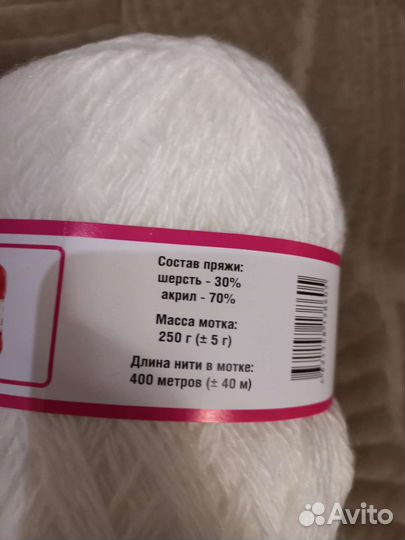 Состав пряжи:
шерсть - 30%
акрил - 70%
Масса мотка:
250 г (± 5 г)
Длина нити в мотке:
400 метров (± 40 м)
Avito